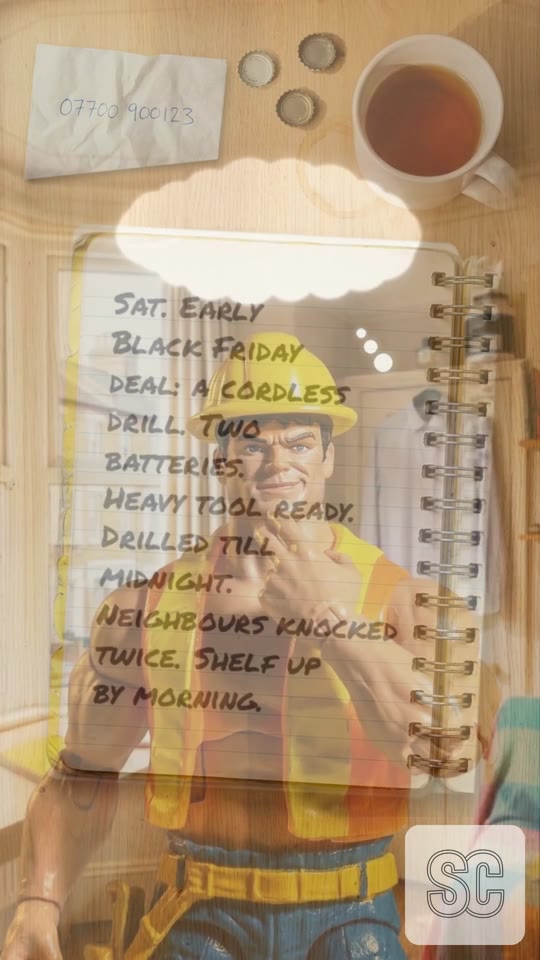 07700 900123
SAT. EARLY
BLACK FRIDAY
DEAL: A CORDLESS
DRILL. TWO
BATTERIES.
HEAVY TOOL READY.
DRILLED TILL
MIDNIGHT.
NEIGHBOURS KNOCKED
TWICE. SHELF UP
BY MORNING.
SC